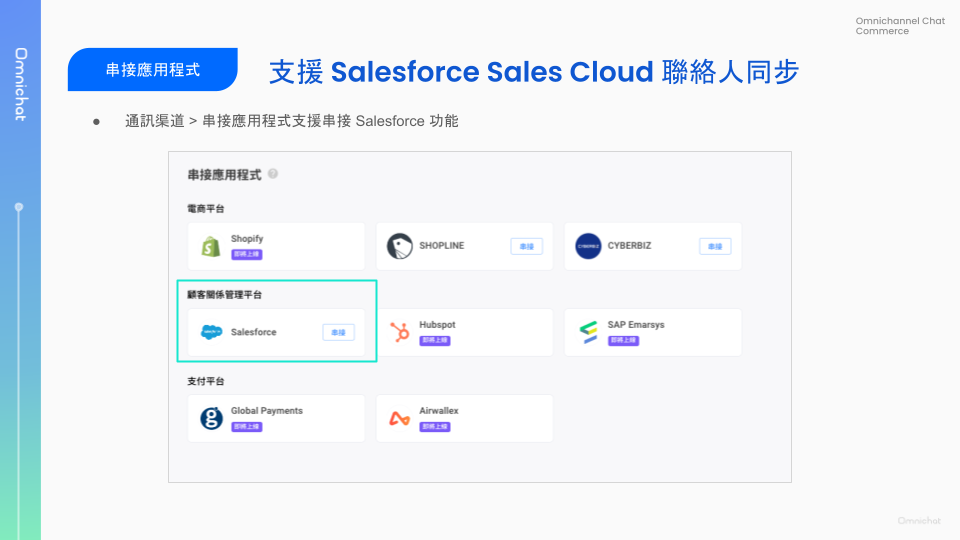 Omnichannel Chat
Commerce
Omnichat
串接應用程式
支援 Salesforce Sales Cloud 聯絡人同步
● 通訊渠道 > 串接應用程式支援串接 Salesforce 功能
串接應用程式 ?
電商平台
Shopify
即將上線
SHOPLINE
串接
CYBERBIZ
CYBERBIZ
串接
顧客關係管理平台
Salesforce
串接
Hubspot
即將上線
SAP Emarsys
即將上線
支付平台
Global Payments
即將上線
Airwallex
即將上線
Omnichat